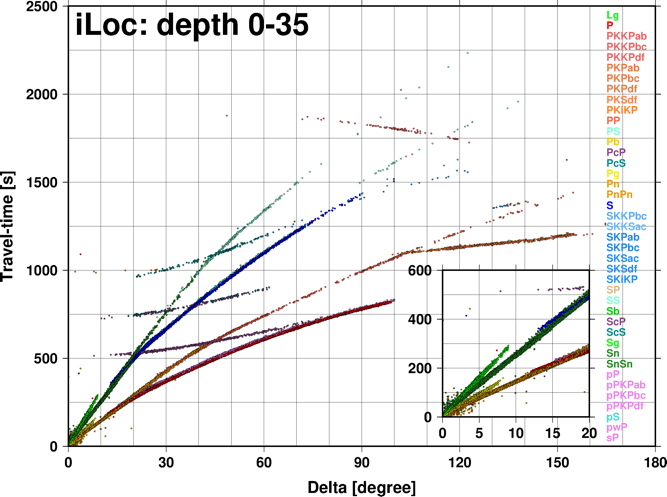 iLoc: depth 0-35
2500
2000
1500
1000
500
0
Travel-time [s]
0 30 60 90 120 150 180
Delta [degree]
600
400
200
0
0 5 10 15 20
Lg
P
PKKPab
PKKPbc
PKKPdf
PKPab
PKPbc
PKPdf
PKSdf
PKiKP
PP
PS
Pb
PcP
PcS
Pg
Pn
PnPn
S
SKKPbc
SKKSac
SKPab
SKPbc
SKSac
SKSdf
SKiKP
SP
SS
Sb
ScP
ScS
Sg
Sn
SnSn
pP
pPKPab
pPKPbc
pPKPdf
pS
pwP
sP